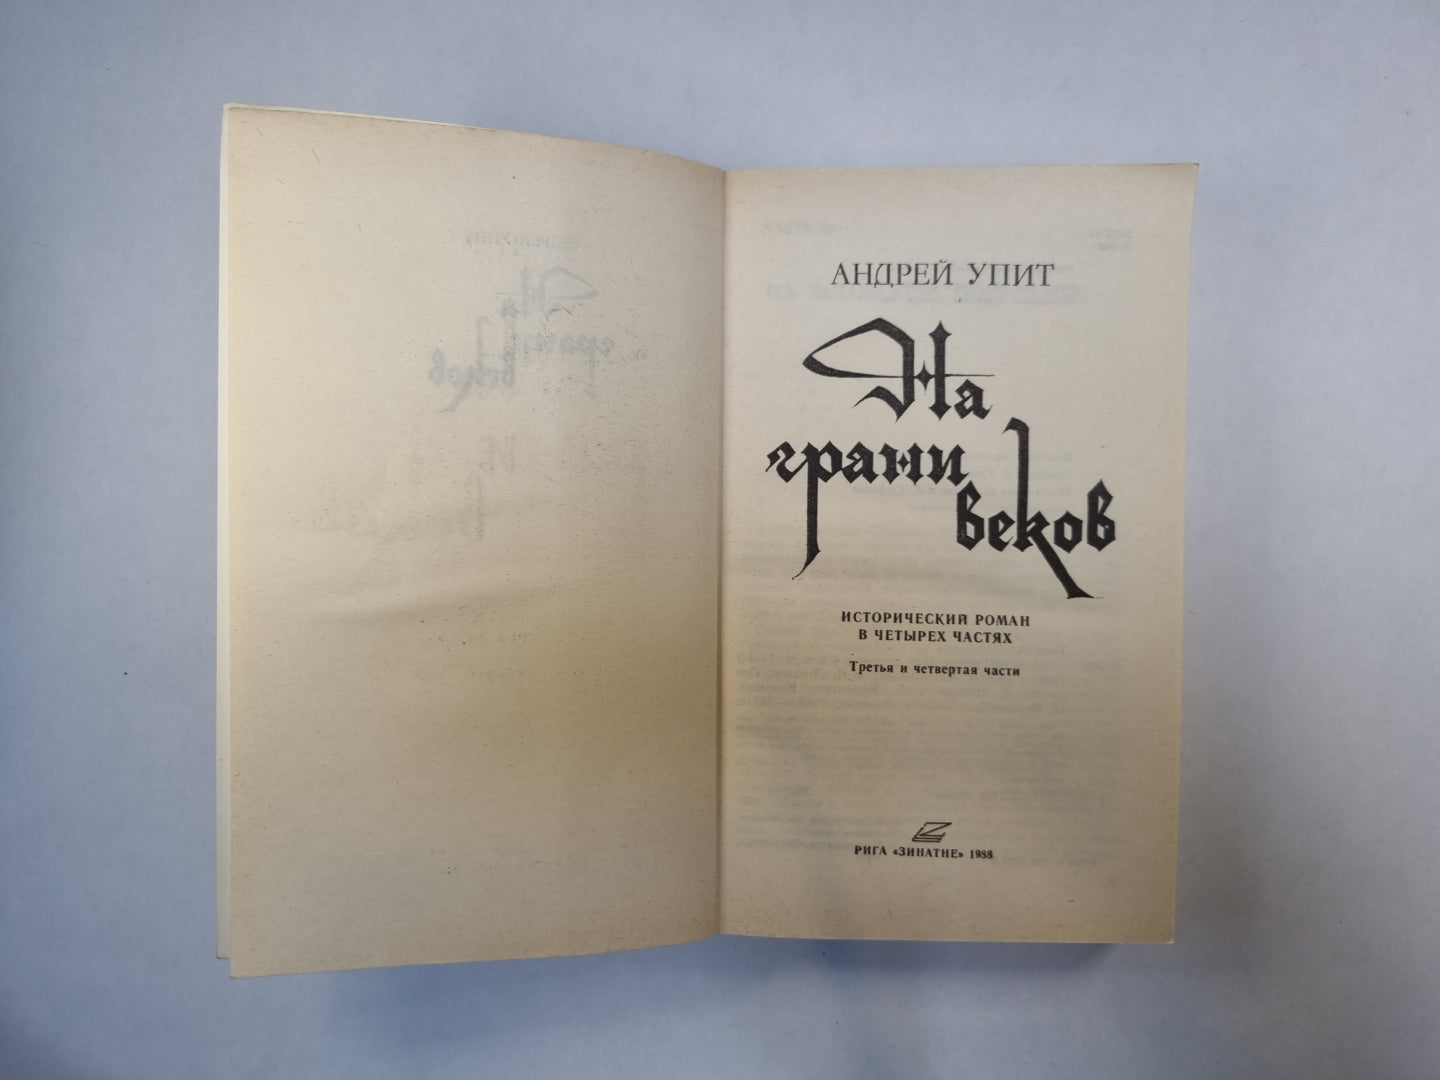 АНДРЕЙ УПИТ
На
грани
веков
ИСТОРИЧЕСКИЙ РОМАН
В ЧЕТЫРЕХ ЧАСТЯХ
Третья и четвертая части
РИГА «ЗИНАТНЕ» 1988